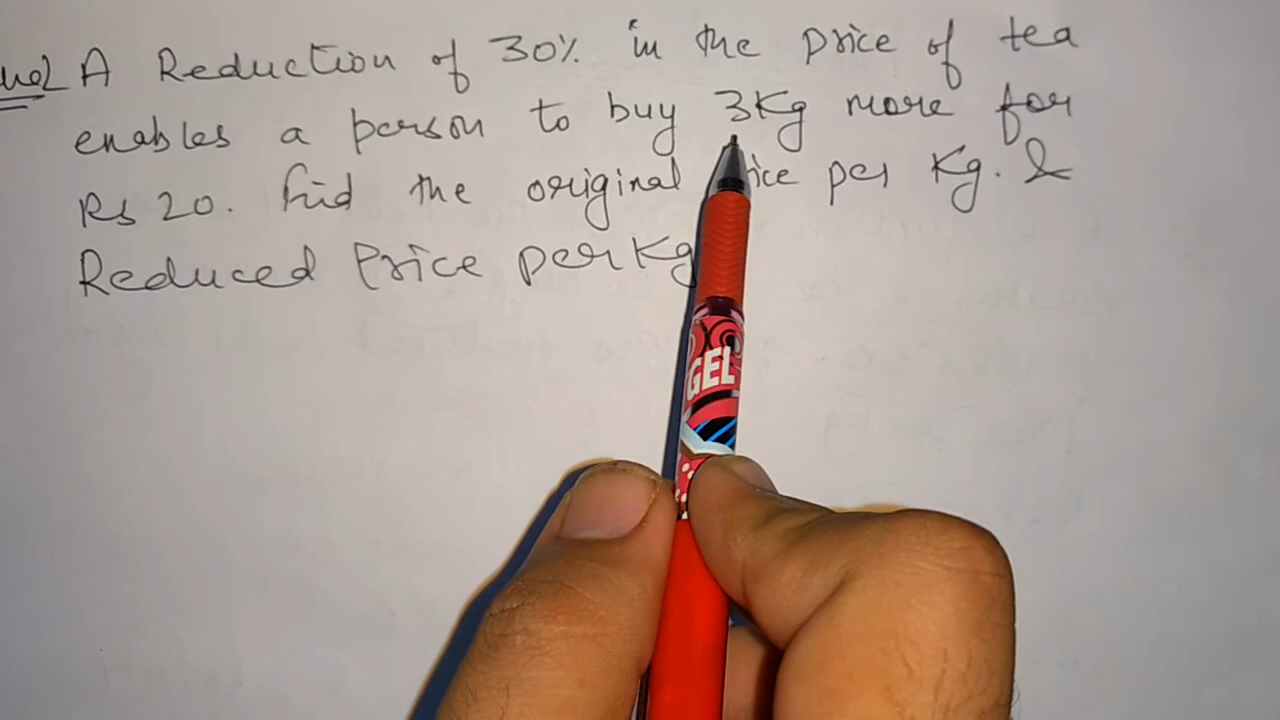 A Reduction of 30% in the price of tea
enables a person to buy 3Kg more for
Rs 20. find the original per Kg. &
Reduced Price per Kg
GEL